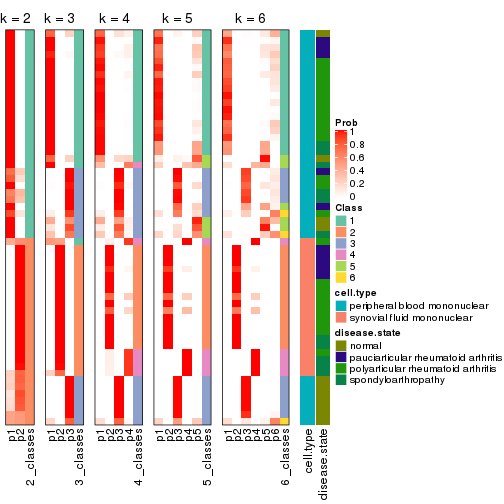 k = 2 k = 3 k = 4 k = 5 k = 6
Prob
1
0.8
0.6
0.4
0.2
0
Class
1
2
3
4
5
6
cell.type
peripheral blood mononuclear
synovial fluid mononuclear
disease.state
normal
pauciarticular rheumatoid arthritis
polyarticular rheumatoid arthritis
spondyloarthropathy
p1 p2 2_classes p1 p2 p3 3_classes p1 p2 p3 p4 4_classes p1 p2 p3 p4 p5 5_classes p1 p2 p3 p4 p5 p6 6_classes cell.type disease.state